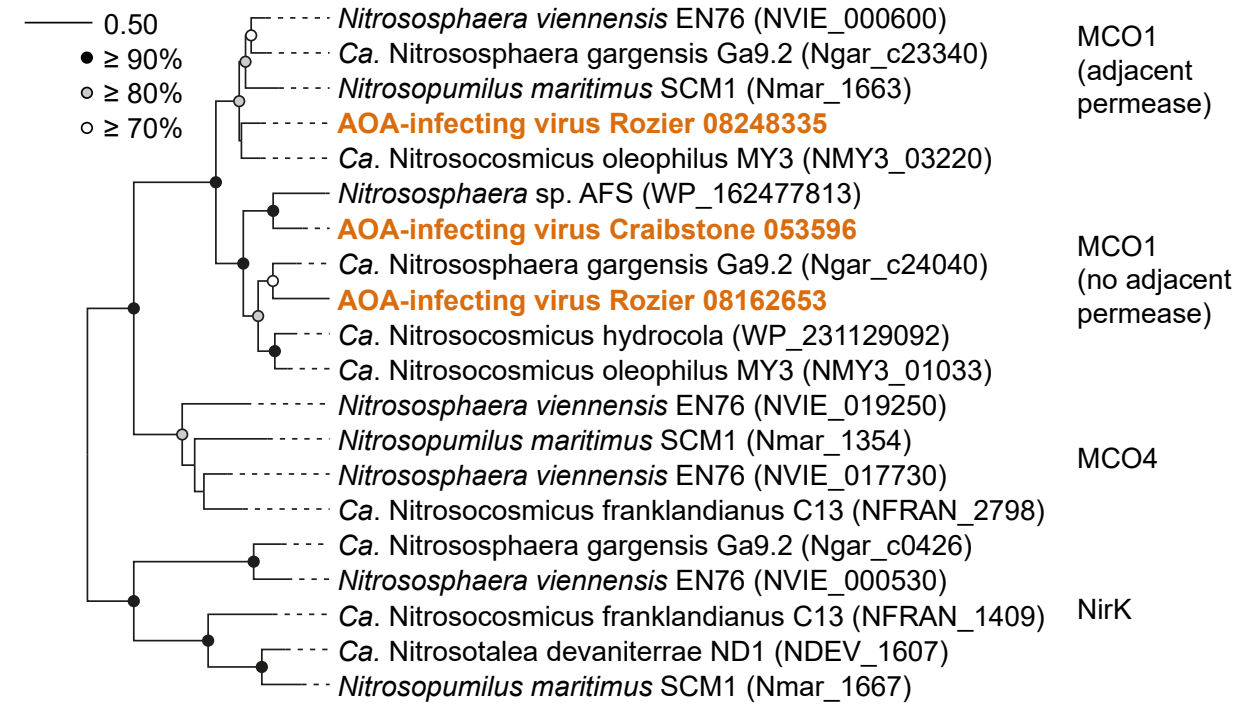 0.50
≥ 90%
≥ 80%
≥ 70%
Nitrososphaera viennensis EN76 (NVIE_000600)
Ca. Nitrososphaera gargensis Ga9.2 (Ngar_c23340)
Nitrosopumilus maritimus SCM1 (Nmar_1663)
AOA-infecting virus Rozier 08248335
Ca. Nitrosocosmicus oleophilus MY3 (NMY3_03220)
MCO1
(adjacent
permease)
Nitrososphaera sp. AFS (WP_162477813)
AOA-infecting virus Craibstone 053596
Ca. Nitrososphaera gargensis Ga9.2 (Ngar_c24040)
AOA-infecting virus Rozier 08162653
Ca. Nitrosocosmicus hydrocola (WP_231129092)
Ca. Nitrosocosmicus oleophilus MY3 (NMY3_01033)
MCO1
(no adjacent
permease)
Nitrososphaera viennensis EN76 (NVIE_019250)
Nitrosopumilus maritimus SCM1 (Nmar_1354)
Nitrososphaera viennensis EN76 (NVIE_017730)
Ca. Nitrosocosmicus franklandianus C13 (NFRAN_2798)
MCO4
Ca. Nitrososphaera gargensis Ga9.2 (Ngar_c0426)
Nitrososphaera viennensis EN76 (NVIE_000530)
Ca. Nitrosocosmicus franklandianus C13 (NFRAN_1409)
Ca. Nitrosotalea devaniterrae ND1 (NDEV_1607)
Nitrosopumilus maritimus SCM1 (Nmar_1667)
NirK